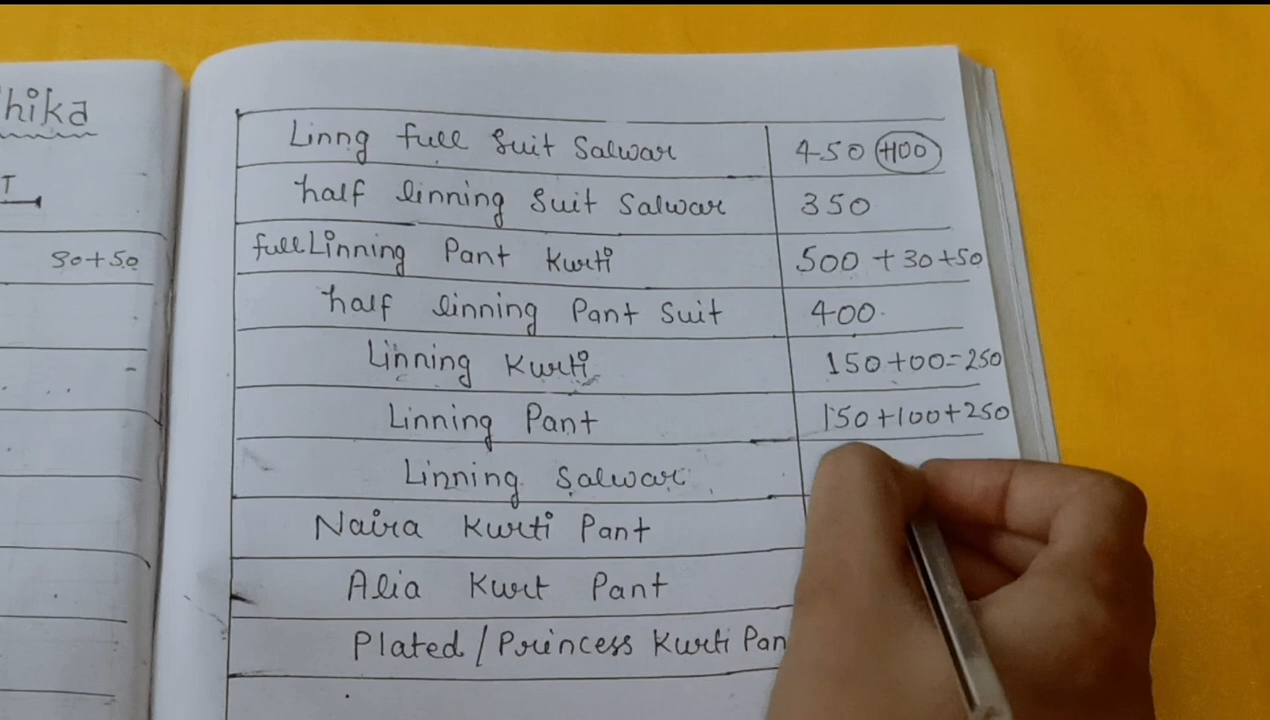 hika
T
30+50
Linng full Suit Salwar 450 +100
half linning Suit Salwar 350
full Linning Pant Kurti 500 +30+50
half linning Pant Suit 400
Linning Kurti 150+00=250
Linning Pant 150+100+250
Linning Salwar
Naira Kurti Pant
Alia Kurt Pant
Plated / Princess Kurti Pan